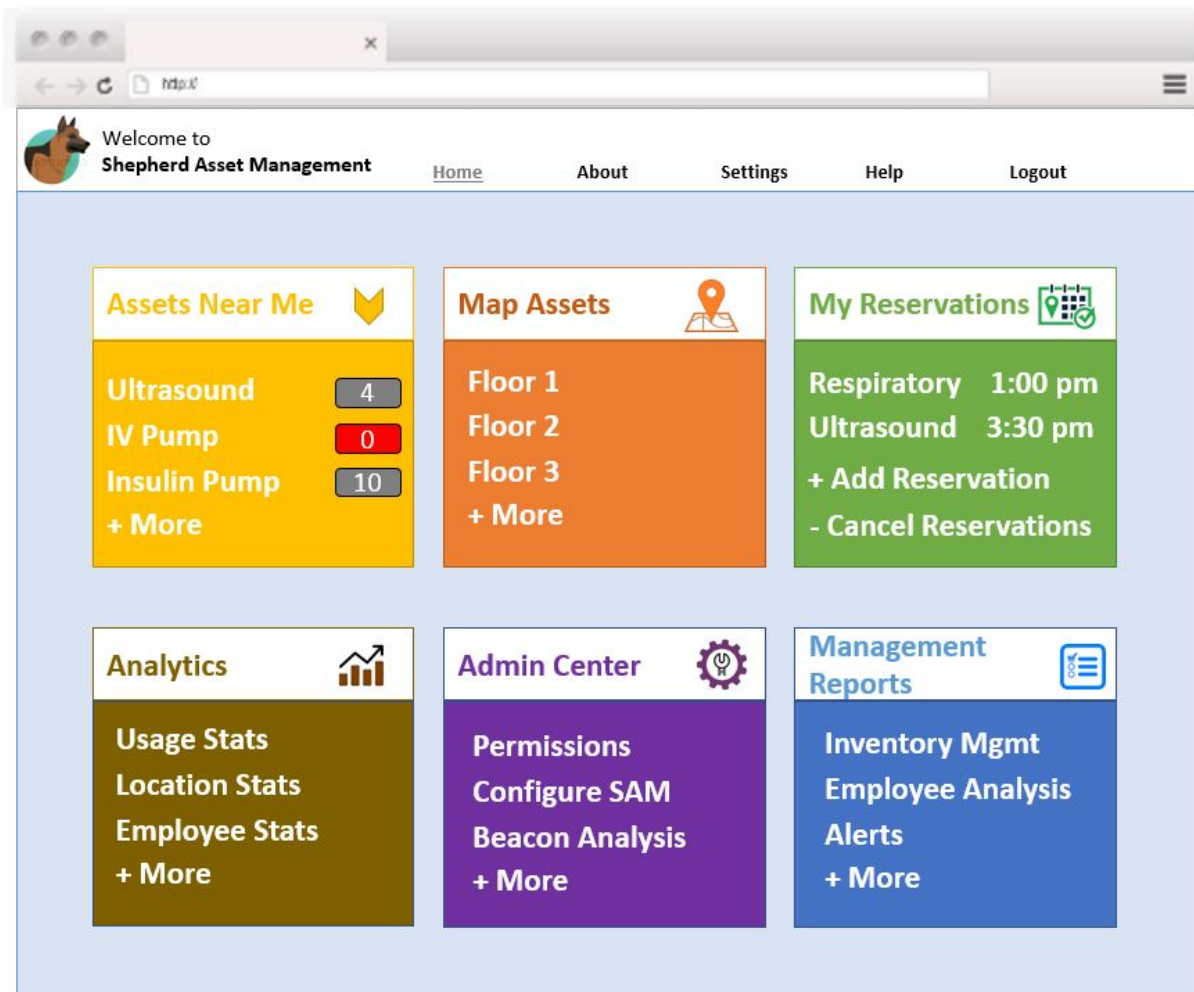 http://
Welcome to
Shepherd Asset Management
Home About Settings Help Logout
Assets Near Me
Ultrasound 4
IV Pump 0
Insulin Pump 10
+ More
Map Assets
Floor 1
Floor 2
Floor 3
+ More
My Reservations
Respiratory 1:00 pm
Ultrasound 3:30 pm
+ Add Reservation
- Cancel Reservations
Analytics
Usage Stats
Location Stats
Employee Stats
+ More
Admin Center
Permissions
Configure SAM
Beacon Analysis
+ More
Management
Reports
Inventory Mgmt
Employee Analysis
Alerts
+ More